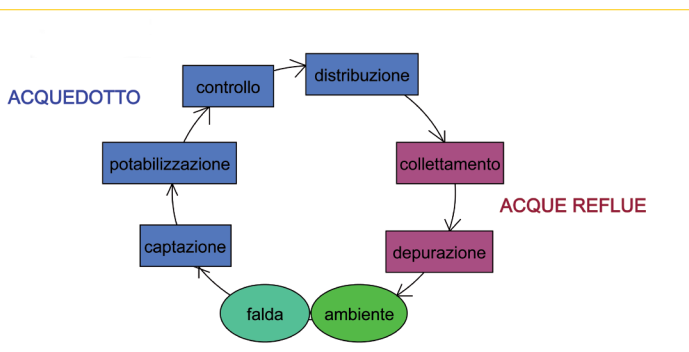 distribuzione
controllo
ACQUEDOTTO
potabilizzazione
collettamento
ACQUE REFLUE
captazione
depurazione
falda
ambiente